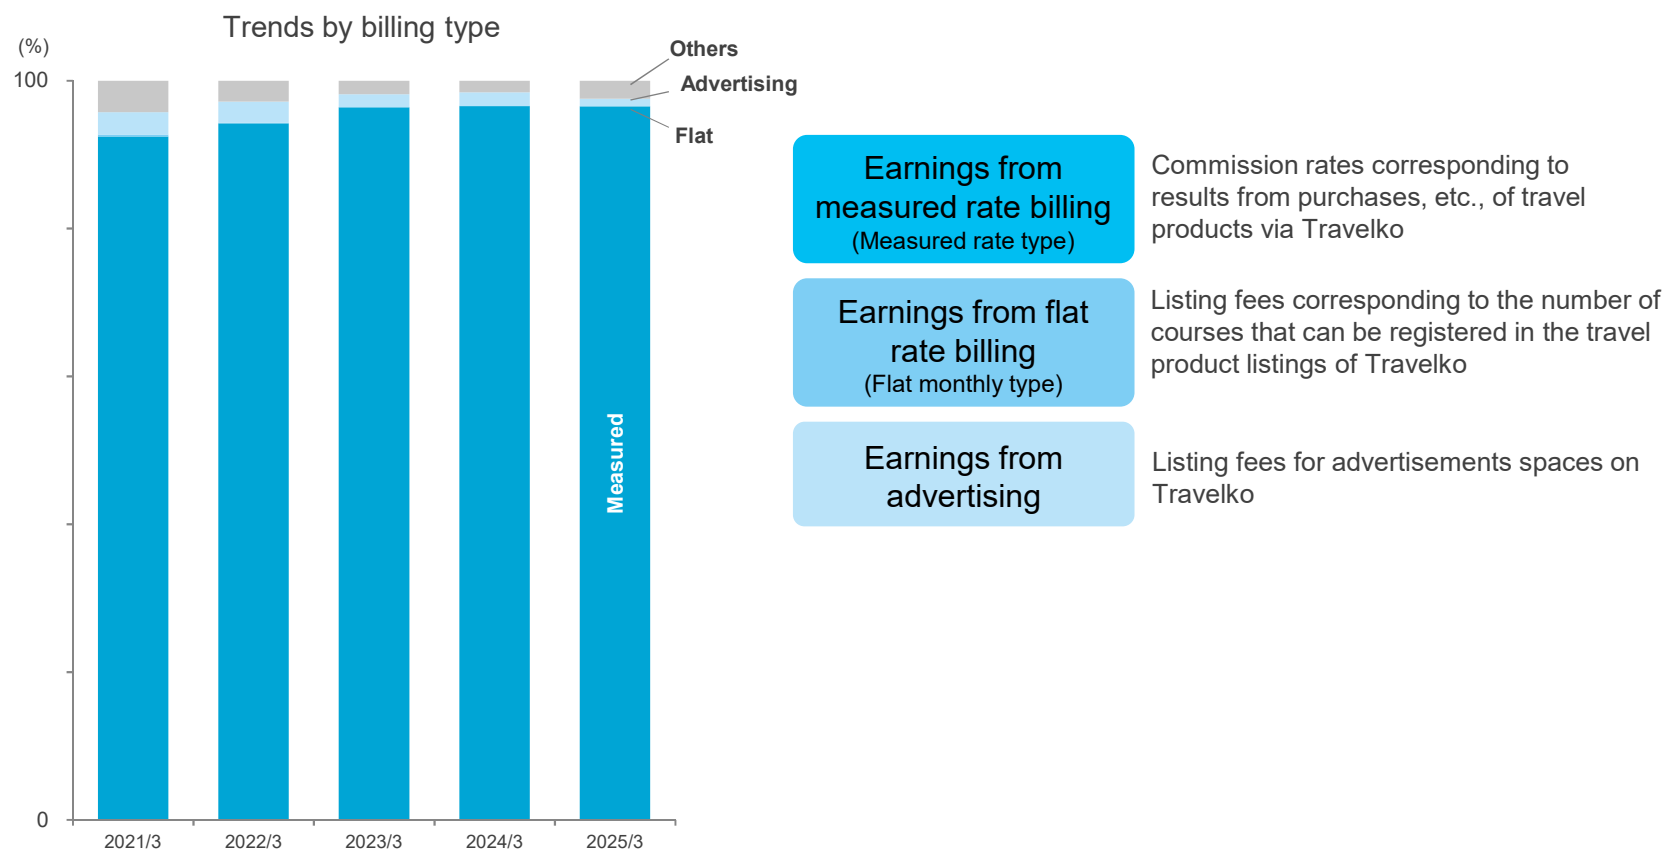 Trends by billing type
(%)
100
0
Others
Advertising
Flat
Measured
2021/3
2022/3
2023/3
2024/3
2025/3
Earnings from
measured rate billing
(Measured rate type)
Commission rates corresponding to
results from purchases, etc., of travel
products via Travelko
Earnings from flat
rate billing
(Flat monthly type)
Listing fees corresponding to the number of
courses that can be registered in the travel
product listings of Travelko
Earnings from
advertising
Listing fees for advertisements spaces on
Travelko